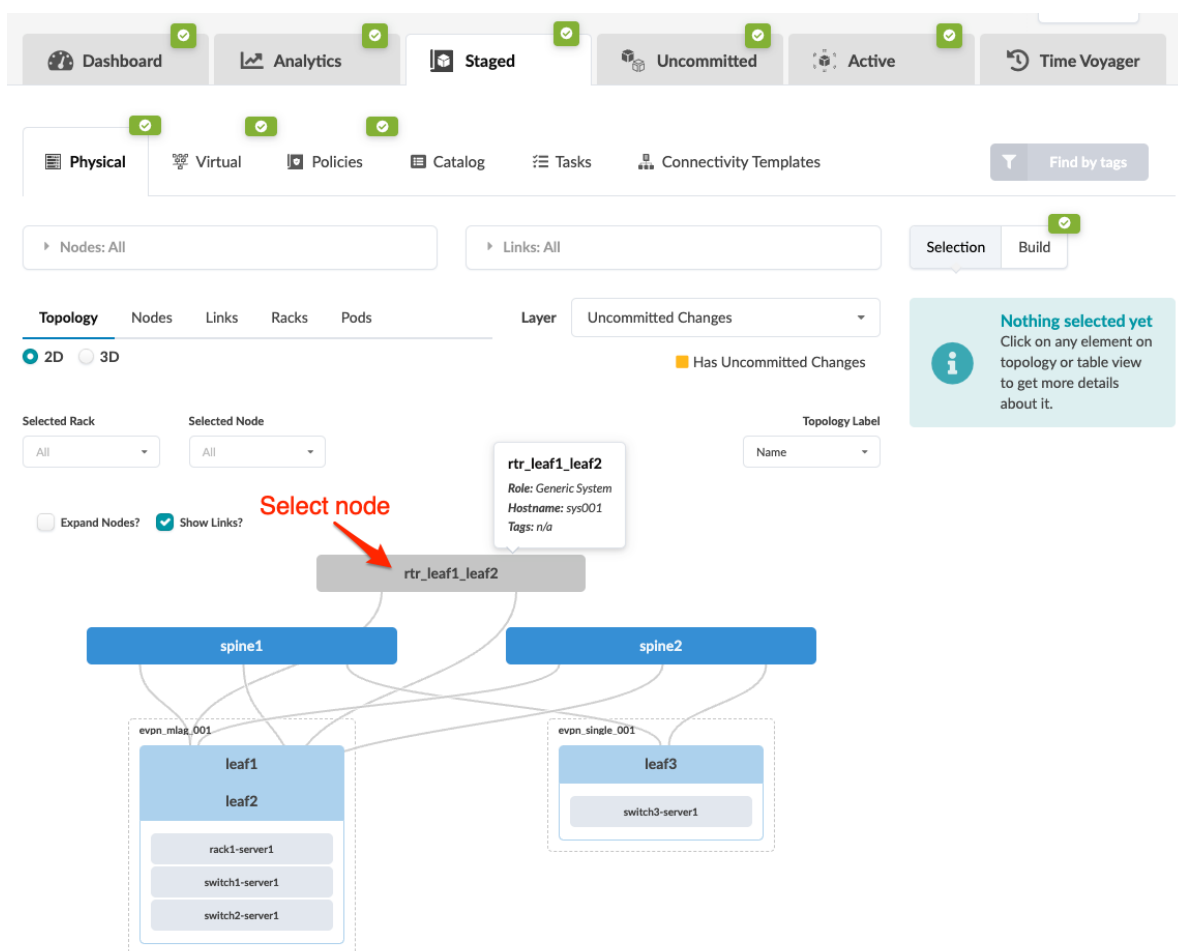 Dashboard
Analytics
Staged
Uncommitted
Active
Time Voyager
Physical
Virtual
Policies
Catalog
Tasks
Connectivity Templates
Find by tags
Nodes: All
Links: All
Selection
Build
Topology
Nodes
Links
Racks
Pods
Layer
Uncommitted Changes
Nothing selected yet
Click on any element on
topology or table view
to get more details
about it.
2D
3D
Has Uncommitted Changes
Selected Rack
Selected Node
Topology Label
All
All
Name
rtr_leaf1_leaf2
Role: Generic System
Hostname: sys001
Tags: n/a
Select node
Expand Nodes?
Show Links?
rtr_leaf1_leaf2
spine1
spine2
evpn_mlag_001
evpn_single_001
leaf1
leaf2
leaf3
rack1-server1
switch1-server1
switch2-server1
switch3-server1